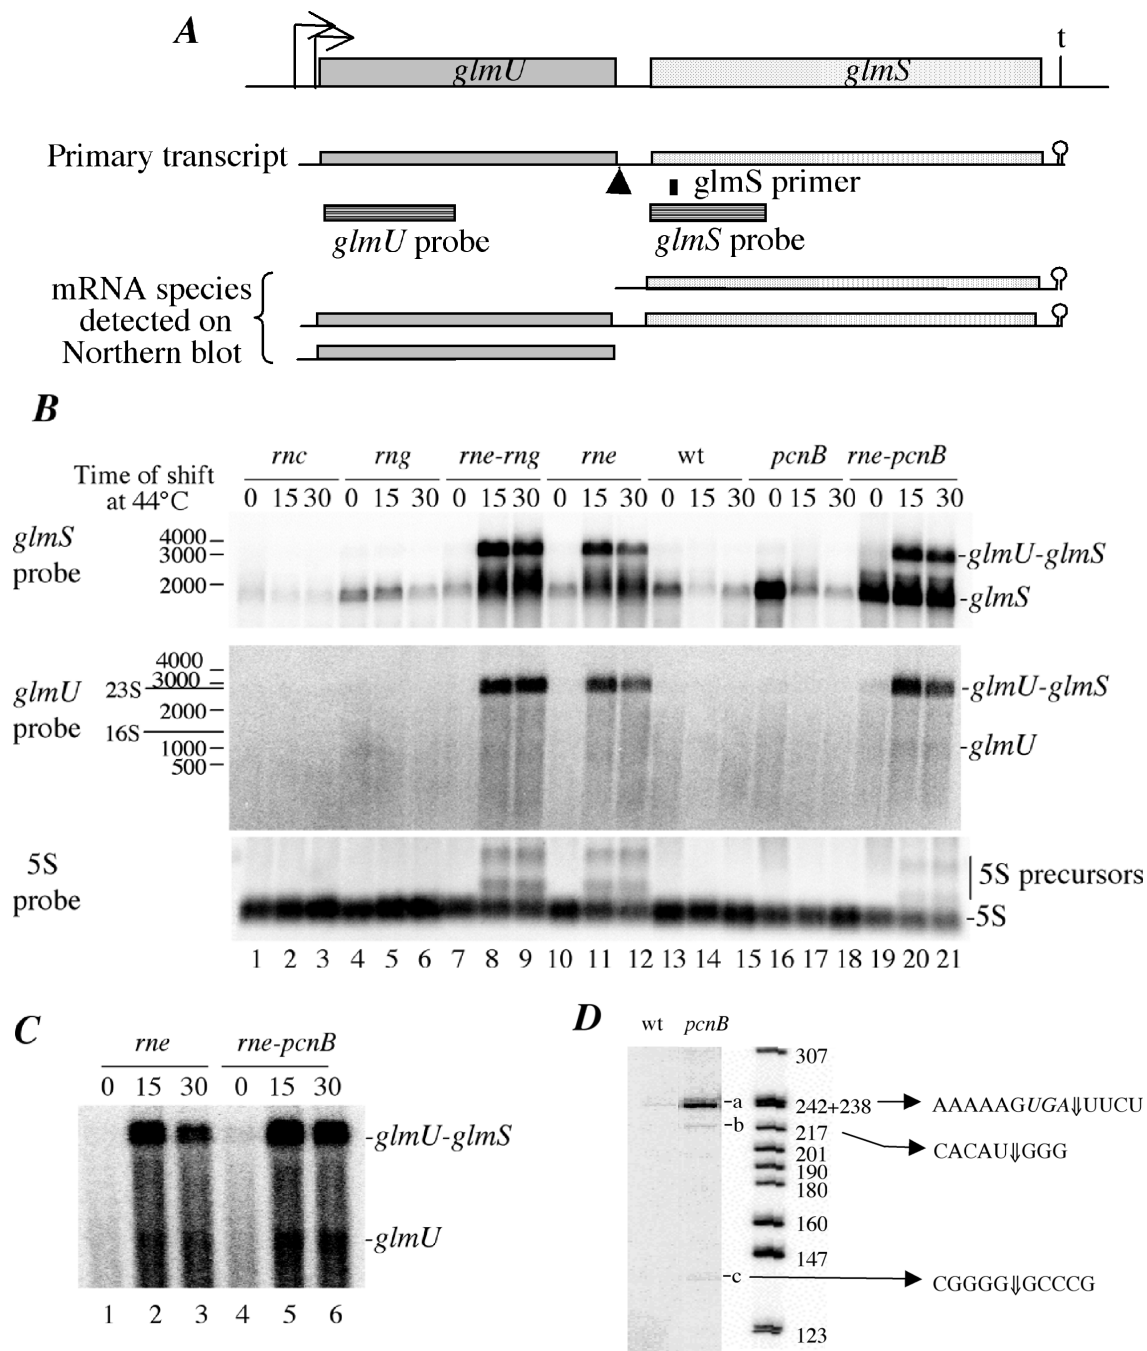 A
t
glmU glmS
Primary transcript
glmS primer
glmU probe glmS probe
mRNA species
detected on
Northern blot
B
rnc rng rne-rng rne wt pcnB rne-pcnB
Time of shift
at 44°C
0 15 30 0 15 30 0 15 30 0 15 30 0 15 30 0 15 30 0 15 30
glmS
probe
4000
3000
2000
-glmU-glmS
-glmS
glmU
probe
23S
16S
4000
3000
2000
1000
500
-glmU-glmS
-glmU
5S
probe
5S precursors
-5S
1 2 3 4 5 6 7 8 9 10 11 12 13 14 15 16 17 18 19 20 21
C
rne rne-pcnB
0 15 30 0 15 30
-glmU-glmS
-glmU
1 2 3 4 5 6
D
wt pcnB
307
-a 242+238 AAAAAGUGA⇓UUCU
-b 217 CACAU⇓GGG
201
190
180
160
147
-c CGGGG⇓GCCCG
123